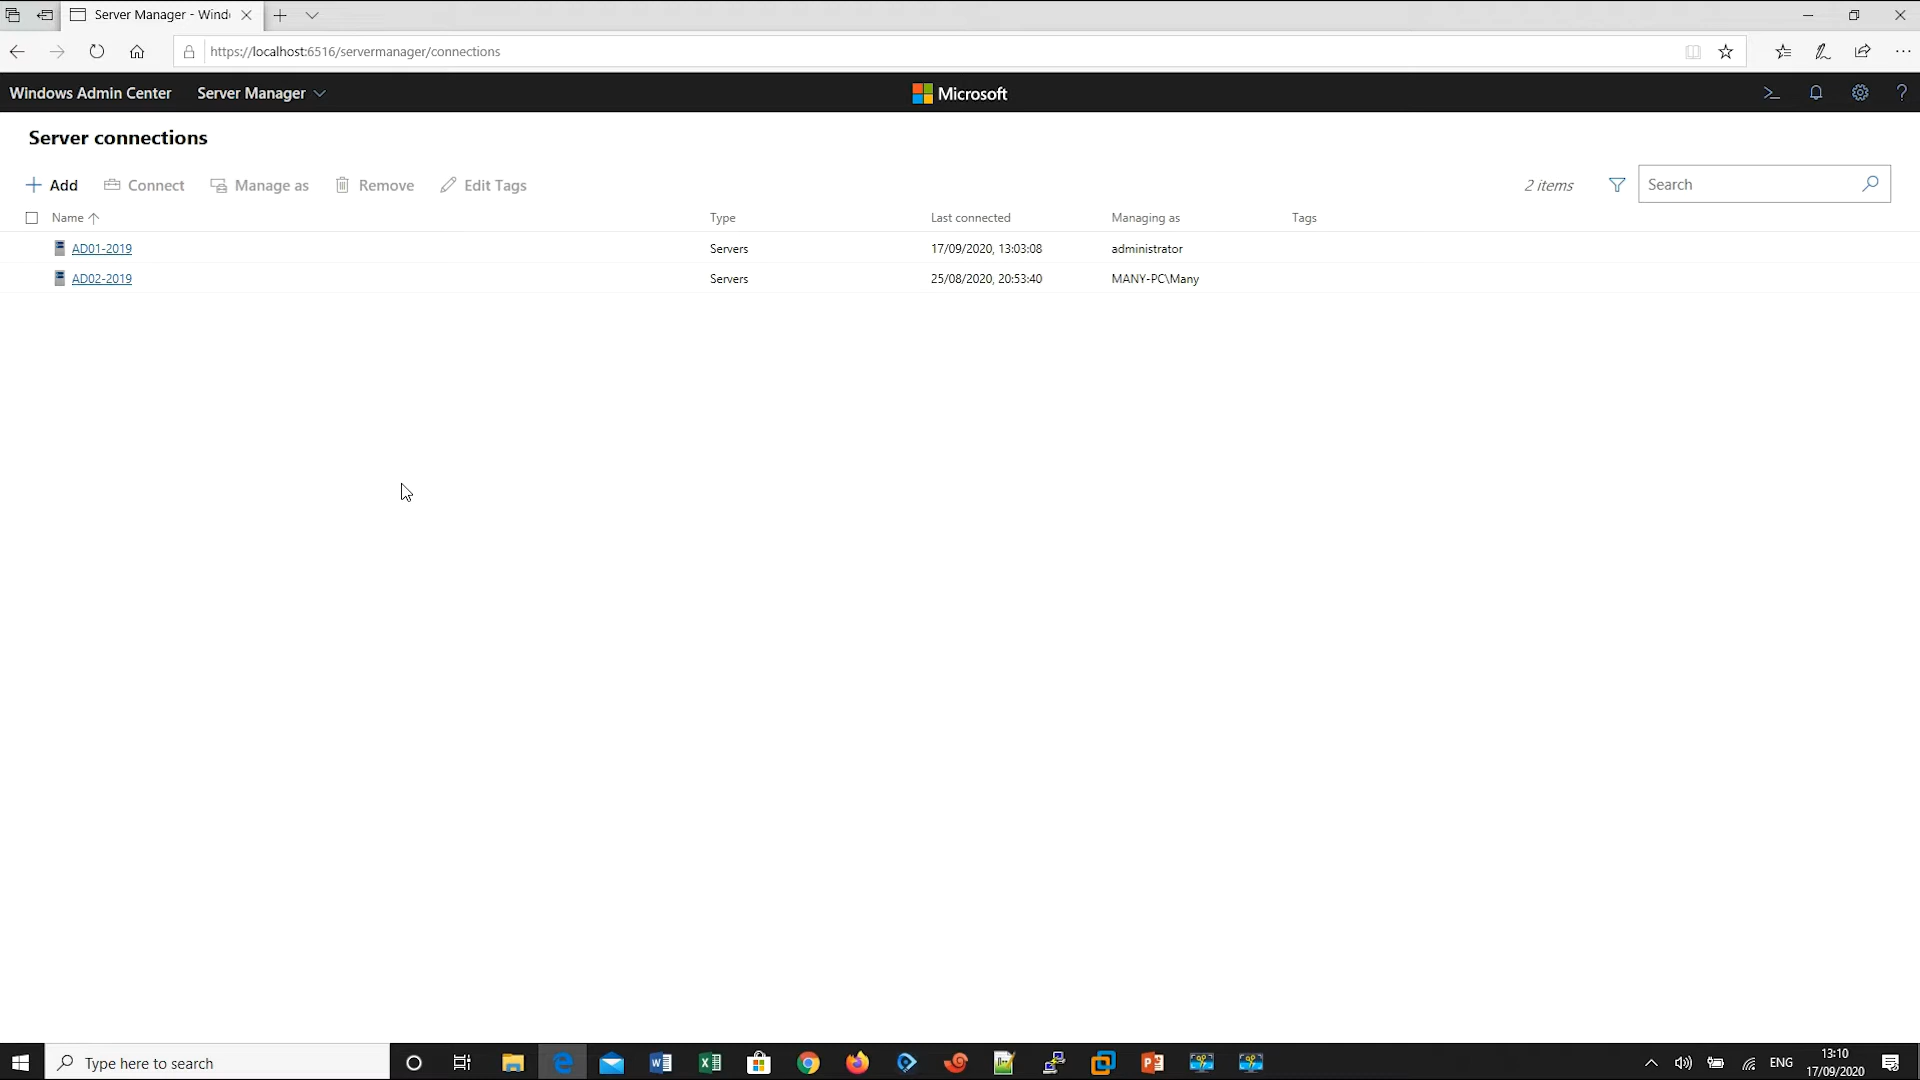 Server Manager - Wind
https://localhost:6516/servermanager/connections
Windows Admin Center Server Manager Microsoft
Server connections
Add Connect Manage as Remove Edit Tags 2 items Search
Name Type Last connected Managing as Tags
AD01-2019 Servers 17/09/2020, 13:03:08 administrator
AD02-2019 Servers 25/08/2020, 20:53:40 MANY-PC\Many
Type here to search ENG 13:10
17/09/2020